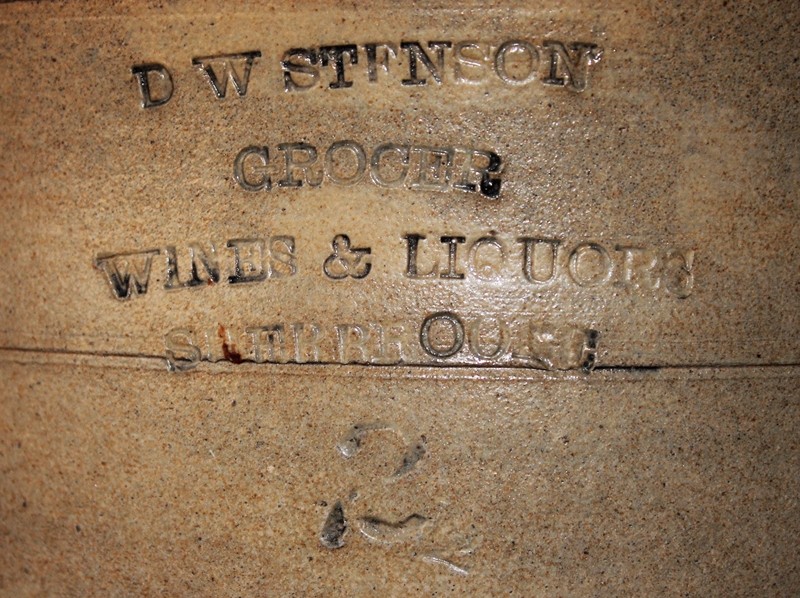 D W STENSON
GROCER
WINES & LIQUORS
2